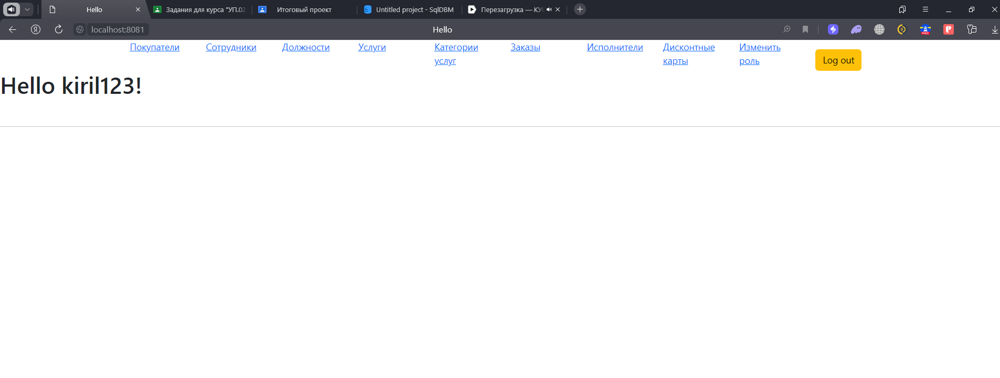 Hello
Задания для курса "УП.02
Итоговый проект
Untitled project - SqlDBM
Перезагрузка — КУ
localhost:8081
Hello
Покупатели
Сотрудники
Должности
Услуги
Категории
услуг
Заказы
Исполнители
Дисконтные
карты
Изменить
роль
Log out
Hello kiril123!